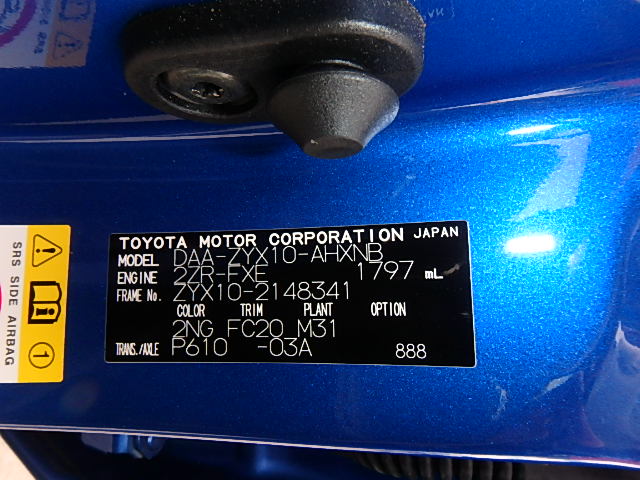 TOYOTA MOTOR CORPORATION JAPAN
MODEL DAA-ZYX10-AHXNB
ENGINE 2ZR-FXE 1797 mL
FRAME No. ZYX10-2148341
COLOR TRIM PLANT OPTION
2NG FC20 M31
TRANS./AXLE P610 -03A 888
SRS SIDE AIRBAG
1